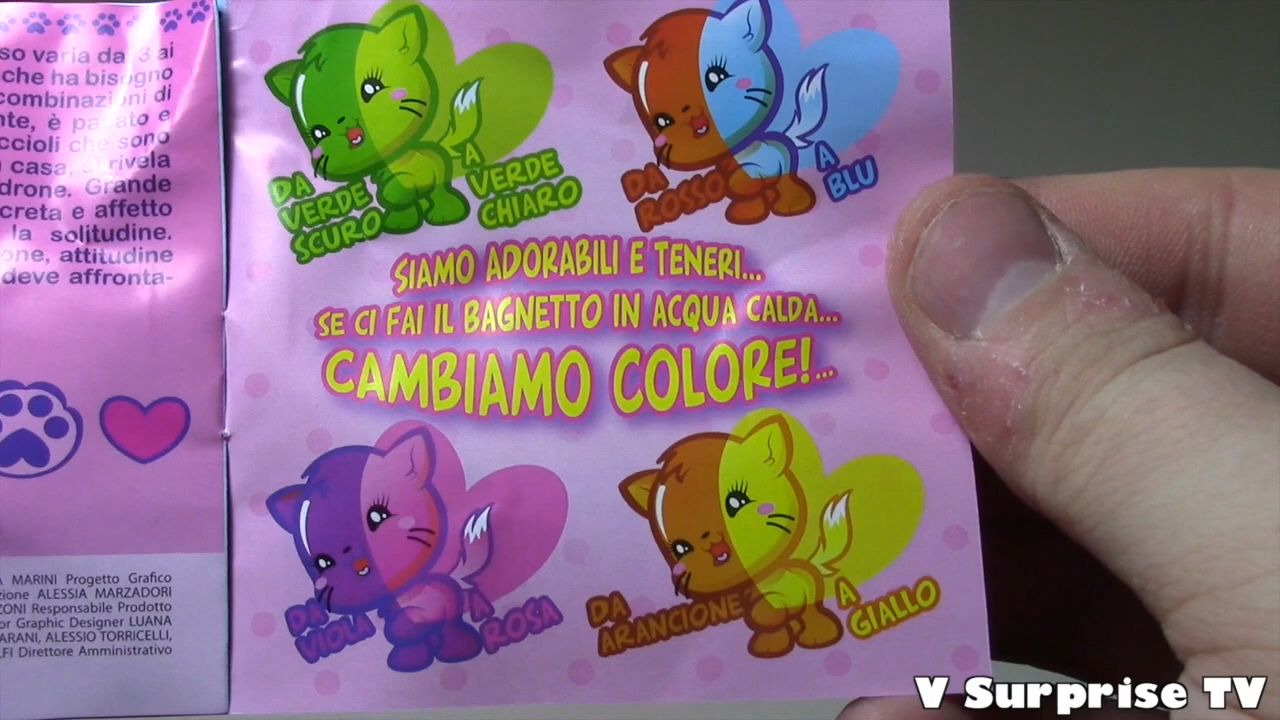 so varia dai 3 ai
che ha bisogno
combinazioni di
nte, è passato e
ccioli che sono
casa, si rivela
drone. Grande
creta e affetto
la solitudine.
one, attitudine
deve affronta-
A MARINI Progetto Grafico
zione ALESSIA MARZADORI
ZONI Responsabile Prodotto
or Graphic Designer LUANA
ARANI, ALESSIO TORRICELLI,
LFI Direttore Amministrativo
DA
VERDE
SCURO
A
VERDE
CHIARO
DA
ROSSO
A
BLU
SIAMO ADORABILI E TENERI...
SE CI FAI IL BAGNETTO IN ACQUA CALDA...
CAMBIAMO COLORE!...
DA
VIOLA
A
ROSA
DA
ARANCIONE
A
GIALLO
V Surprise TV